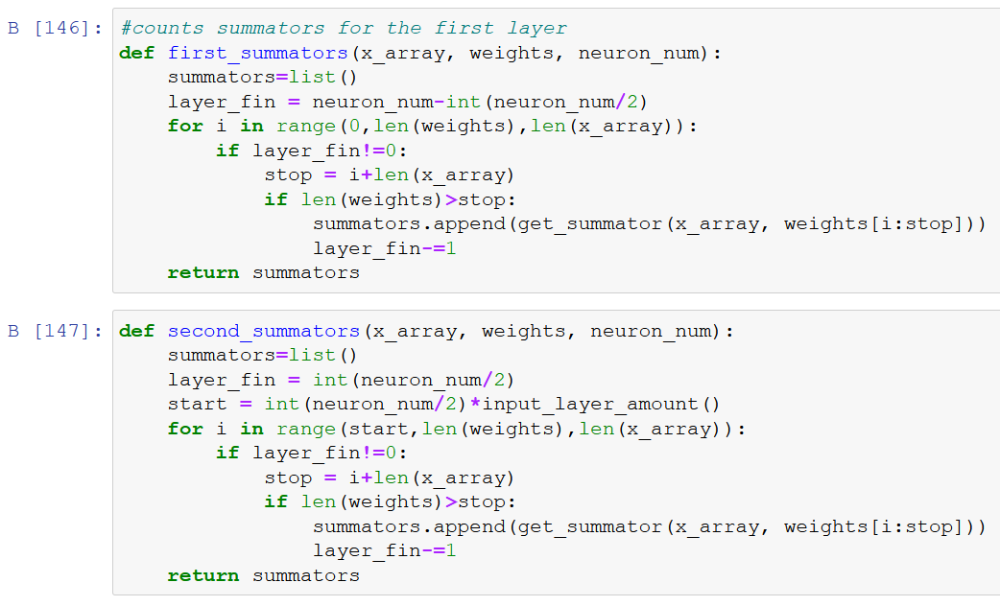 B [146]: #counts summators for the first layer
def first_summators(x_array, weights, neuron_num):
    summators=list()
    layer_fin = neuron_num-int(neuron_num/2)
    for i in range(0,len(weights),len(x_array)):
        if layer_fin!=0:
            stop = i+len(x_array)
            if len(weights)>stop:
                summators.append(get_summator(x_array, weights[i:stop]))
                layer_fin-=1
    return summators
B [147]: def second_summators(x_array, weights, neuron_num):
    summators=list()
    layer_fin = int(neuron_num/2)
    start = int(neuron_num/2)*input_layer_amount()
    for i in range(start,len(weights),len(x_array)):
        if layer_fin!=0:
            stop = i+len(x_array)
            if len(weights)>stop:
                summators.append(get_summator(x_array, weights[i:stop]))
                layer_fin-=1
    return summators